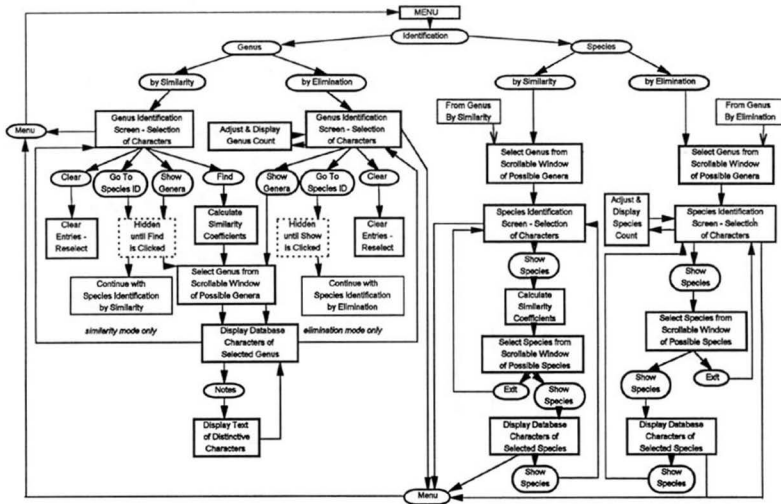 MENU
Identification
Genus
Species
by Similarity
by Elimination
by Similarity
by Elimination
From Genus
By Similarity
From Genus
By Elimination
Menu
Genus Identification
Screen - Selection
of Characters
Adjust & Display
Genus Count
Genus Identification
Screen - Selection
of Characters
Select Genus from
Scrollable Window
of Possible Genera
Select Genus from
Scrollable Window
of Possible Genera
Clear
Go To
Species ID
Show
Genera
Find
Show
Genera
Go To
Species ID
Clear
Clear
Entries -
Reselect
Hidden
until Find
is Clicked
Calculate
Similarity
Coefficients
Hidden
until Show
is Clicked
Clear
Entries -
Reselect
Species Identification
Screen - Selection
of Characters
Adjust &
Display
Species
Count
Species Identification
Screen - Selection
of Characters
Continue with
Species Identification
by Similarity
Select Genus from
Scrollable Window
of Possible Genera
Continue with
Species Identification
by Elimination
Show
Species
Show
Species
Calculate
Similarity
Coefficients
similarity mode only
Display Database
Characters of
Selected Genus
elimination mode only
Select Species from
Scrollable Window
of Possible Species
Select Species from
Scrollable Window
of Possible Species
Notes
Exit
Show
Species
Show
Species
Exit
Display Text
of Distinctive
Characters
Display Database
Characters of
Selected Species
Display Database
Characters of
Selected Species
Show
Species
Show
Species
Menu